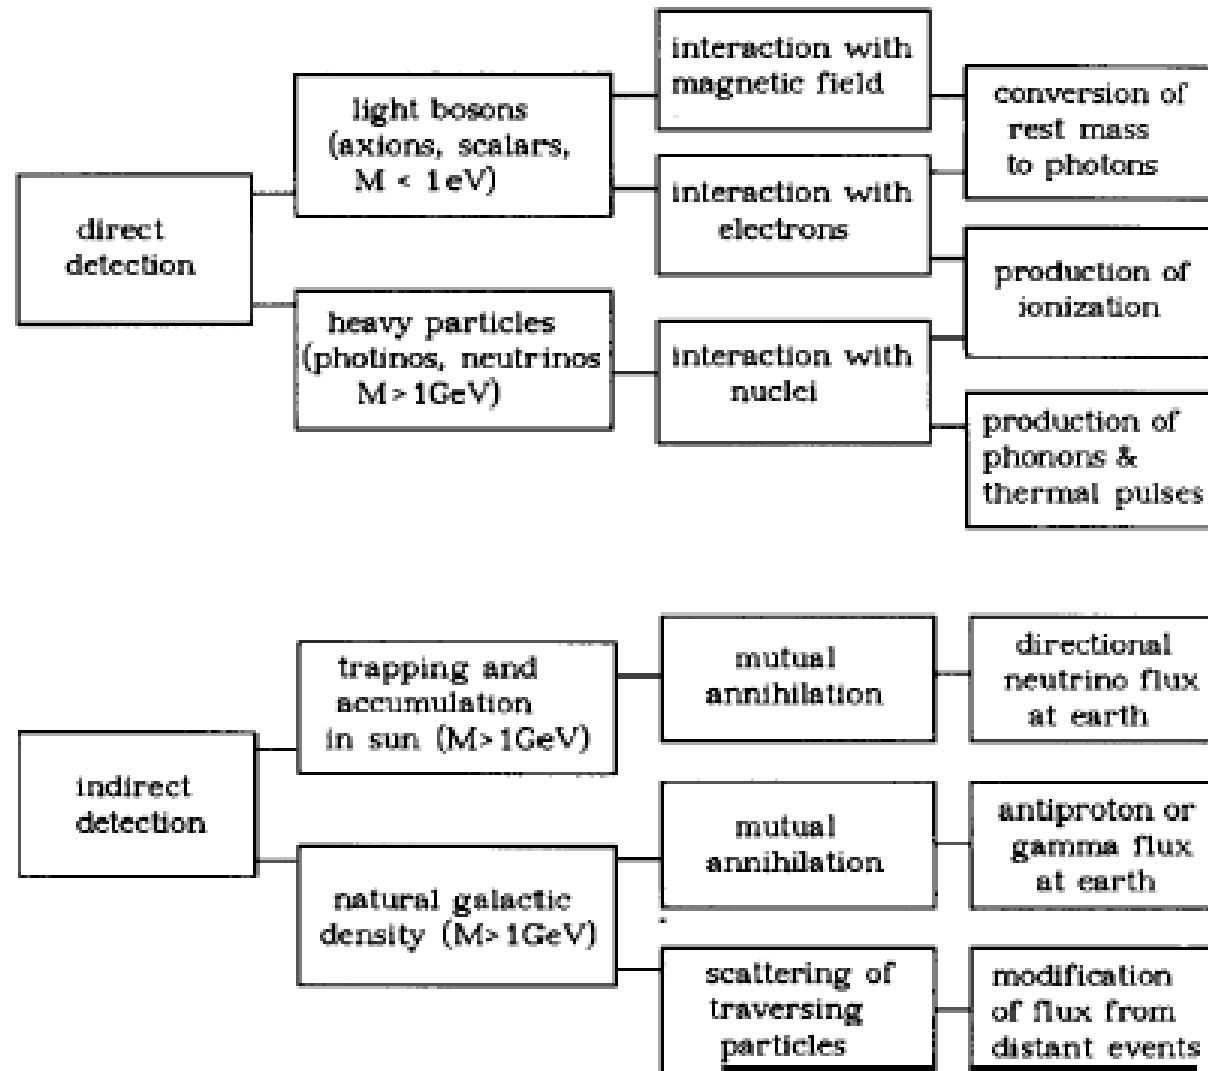 direct
detection
light bosons
(axions, scalars,
M < 1 eV)
heavy particles
(photinos, neutrinos
M > 1GeV)
interaction with
magnetic field
interaction with
electrons
interaction with
nuclei
conversion of
rest mass
to photons
production of
ionization
production of
phonons &
thermal pulses
indirect
detection
trapping and
accumulation
in sun (M> 1GeV)
natural galactic
density (M> 1GeV)
mutual
annihilation
mutual
annihilation
scattering of
traversing
particles
directional
neutrino flux
at earth
antiproton or
gamma flux
at earth
modification
of flux from
distant events